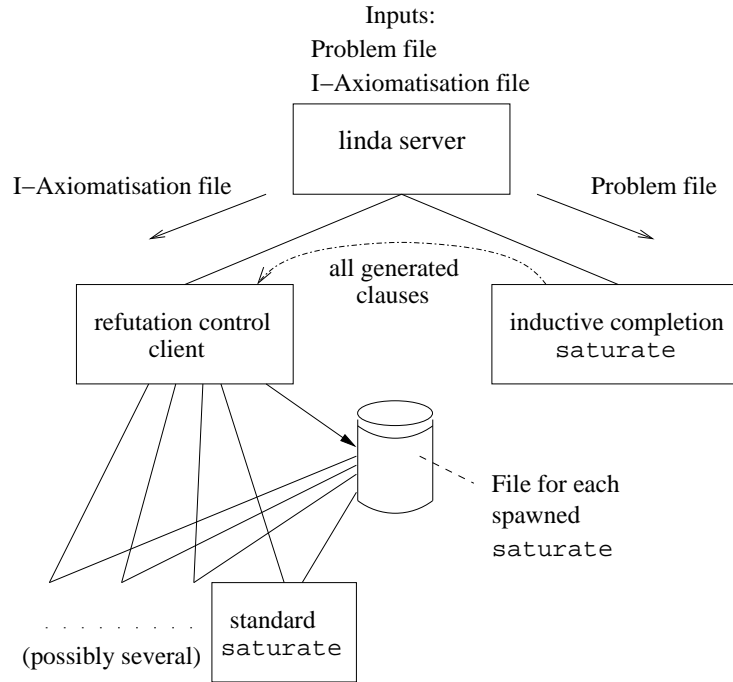 Inputs:
Problem file
I–Axiomatisation file
linda server
I–Axiomatisation file
Problem file
all generated
clauses
refutation control
client
inductive completion
saturate
File for each
spawned
saturate
standard
saturate
(possibly several)